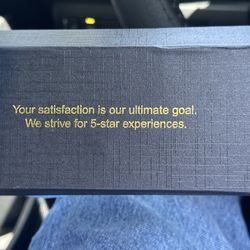 Your satisfaction is our ultimate goal.
We strive for 5-star experiences.